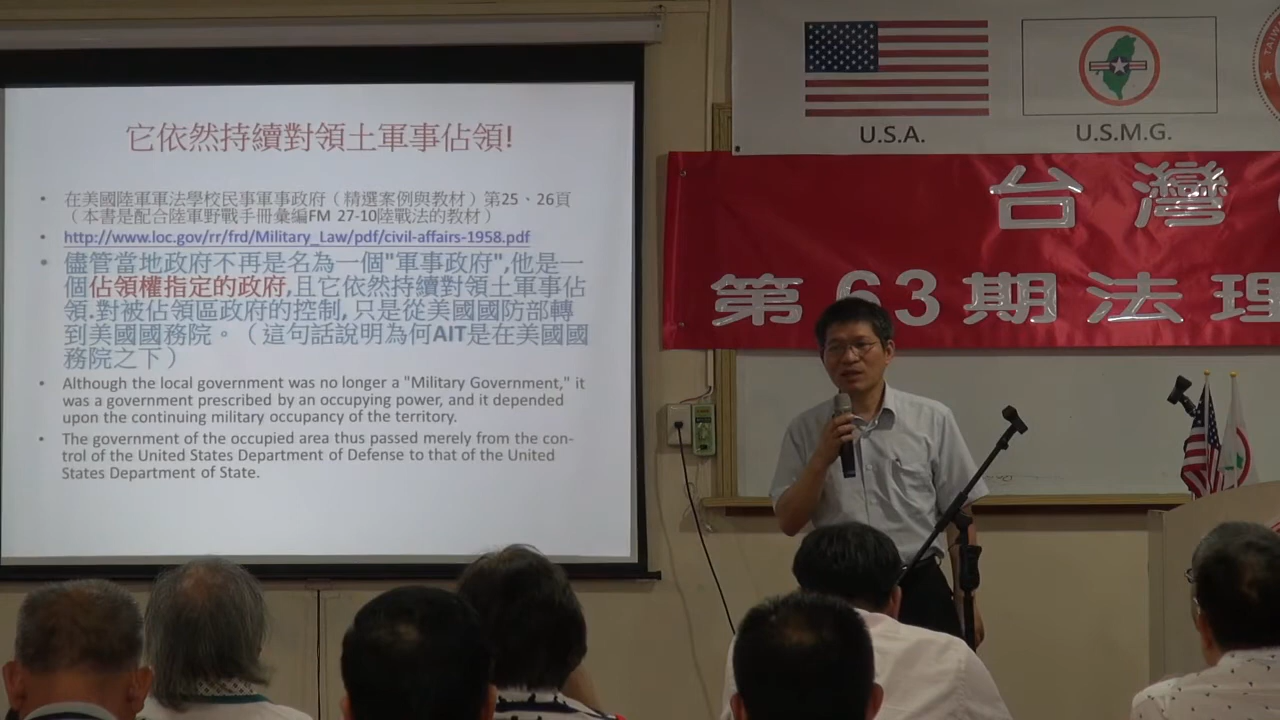 它依然持續對領土軍事佔領!
• 在美國陸軍軍法學校民事軍事政府（精選案例與教材）第25、26頁
（本書是配合陸軍野戰手冊彙編FM 27-10陸戰法的教材）
• http://www.loc.gov/rr/frd/Military_Law/pdf/civil-affairs-1958.pdf
• 儘管當地政府不再是名為一個"軍事政府",他是一
個佔領權指定的政府,且它依然持續對領土軍事佔
領.對被佔領區政府的控制, 只是從美國國防部轉
到美國國務院。（這句話說明為何AIT是在美國國
務院之下）
• Although the local government was no longer a "Military Government," it
was a government prescribed by an occupying power, and it depended
upon the continuing military occupancy of the territory.
• The government of the occupied area thus passed merely from the con-
trol of the United States Department of Defense to that of the United
States Department of State.
U.S.A.
U.S.M.G.
台灣
第63期法理